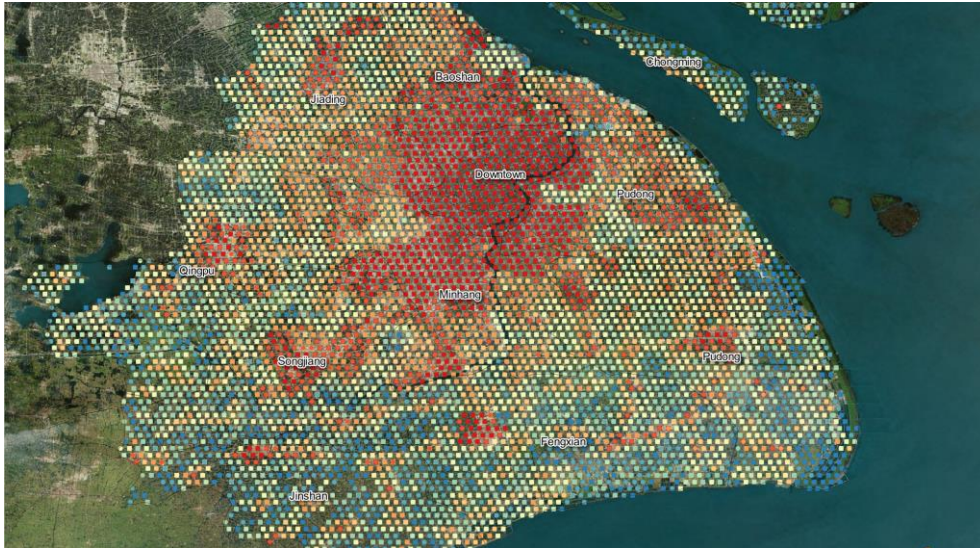 Chongming
Baoshan
Jiading
Downtown
Pudong
Qingpu
Minhang
Songjiang
Pudong
Fengxian
Jinshan